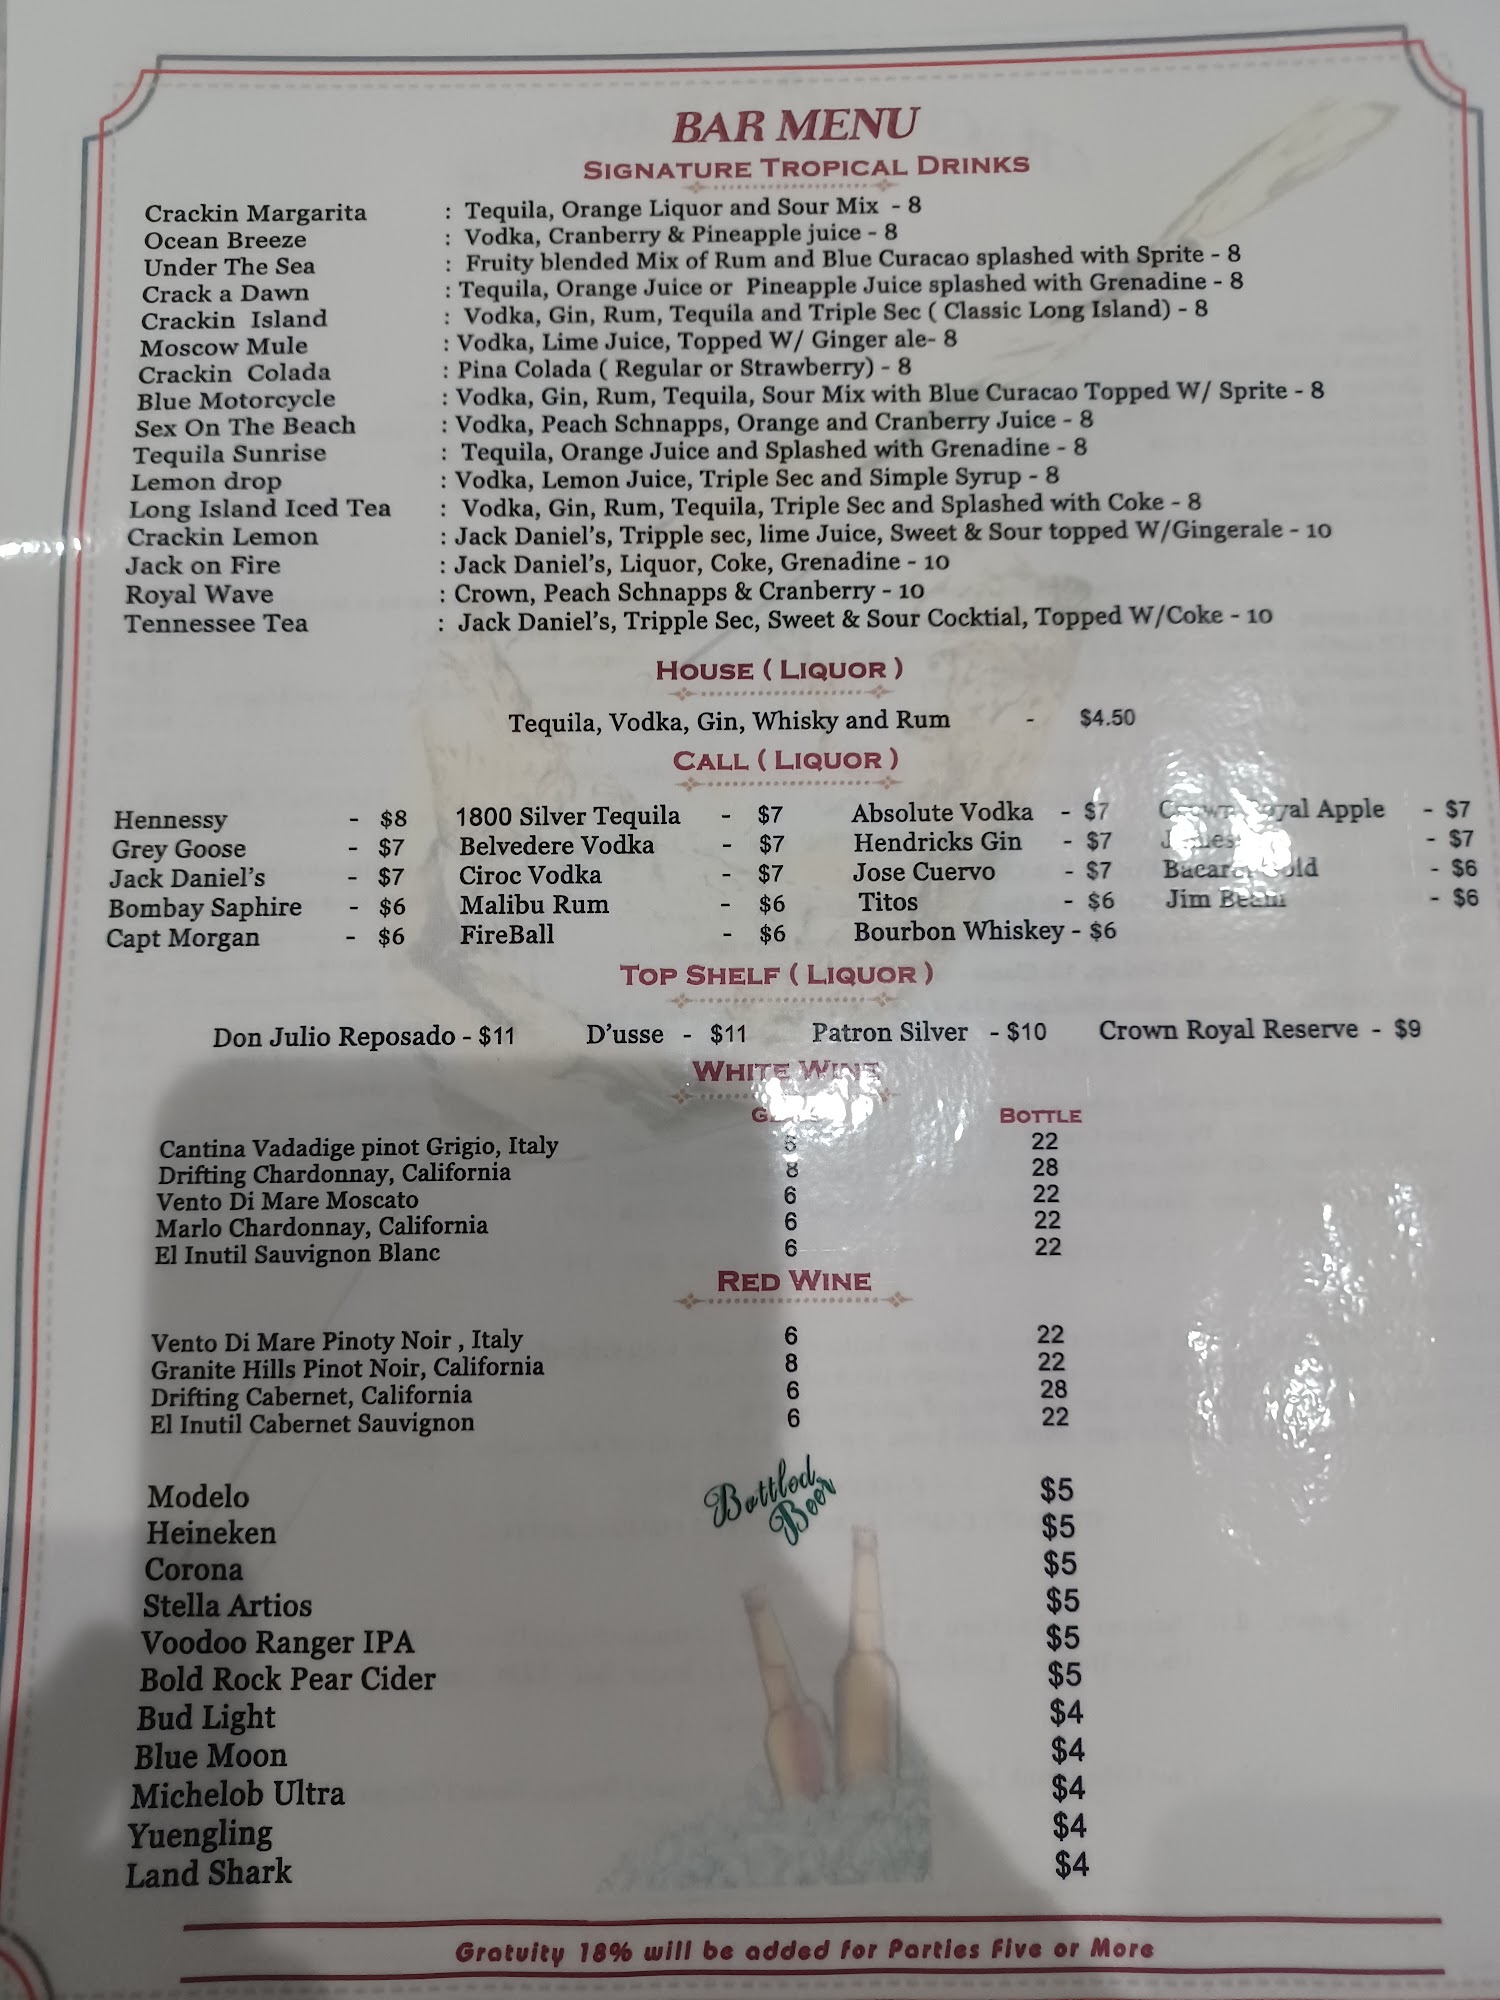 BAR MENU
SIGNATURE TROPICAL DRINKS
Crackin Margarita : Tequila, Orange Liquor and Sour Mix - 8
Ocean Breeze : Vodka, Cranberry & Pineapple juice - 8
Under The Sea : Fruity blended Mix of Rum and Blue Curacao splashed with Sprite - 8
Crack a Dawn : Tequila, Orange Juice or Pineapple Juice splashed with Grenadine - 8
Crackin Island : Vodka, Gin, Rum, Tequila and Triple Sec ( Classic Long Island) - 8
Moscow Mule : Vodka, Lime Juice, Topped W/ Ginger ale- 8
Crackin Colada : Pina Colada ( Regular or Strawberry) - 8
Blue Motorcycle : Vodka, Gin, Rum, Tequila, Sour Mix with Blue Curacao Topped W/ Sprite - 8
Sex On The Beach : Vodka, Peach Schnapps, Orange and Cranberry Juice - 8
Tequila Sunrise : Tequila, Orange Juice and Splashed with Grenadine - 8
Lemon drop : Vodka, Lemon Juice, Triple Sec and Simple Syrup - 8
Long Island Iced Tea : Vodka, Gin, Rum, Tequila, Triple Sec and Splashed with Coke - 8
Crackin Lemon : Jack Daniel's, Tripple sec, lime Juice, Sweet & Sour topped W/Gingerale - 10
Jack on Fire : Jack Daniel's, Liquor, Coke, Grenadine - 10
Royal Wave : Crown, Peach Schnapps & Cranberry - 10
Tennessee Tea : Jack Daniel's, Tripple Sec, Sweet & Sour Cocktial, Topped W/Coke - 10
HOUSE ( LIQUOR )
Tequila, Vodka, Gin, Whisky and Rum - $4.50
CALL ( LIQUOR )
Hennessy - $8 1800 Silver Tequila - $7 Absolute Vodka - $7 Apple - $7
Grey Goose - $7 Belvedere Vodka - $7 Hendricks Gin - $7 - $7
Jack Daniel's - $7 Ciroc Vodka - $7 Jose Cuervo - $7 - $6
Bombay Saphire - $6 Malibu Rum - $6 Titos - $6 Jim Beam - $6
Capt Morgan - $6 FireBall - $6 Bourbon Whiskey - $6
TOP SHELF ( LIQUOR )
Don Julio Reposado - $11 D'usse - $11 Patron Silver - $10 Crown Royal Reserve - $9
WHITE WINE
BOTTLE
Cantina Vadadige pinot Grigio, Italy 22
Drifting Chardonnay, California 8 28
Vento Di Mare Moscato 6 22
Marlo Chardonnay, California 6 22
El Inutil Sauvignon Blanc 6 22
RED WINE
Vento Di Mare Pinoty Noir , Italy 6 22
Granite Hills Pinot Noir, California 8 22
Drifting Cabernet, California 6 28
El Inutil Cabernet Sauvignon 6 22
Bottled Beer
Modelo $5
Heineken $5
Corona $5
Stella Artios $5
Voodoo Ranger IPA $5
Bold Rock Pear Cider $5
Bud Light $4
Blue Moon $4
Michelob Ultra $4
Yuengling $4
Land Shark $4
Gratuity 18% will be added for Parties Five or More